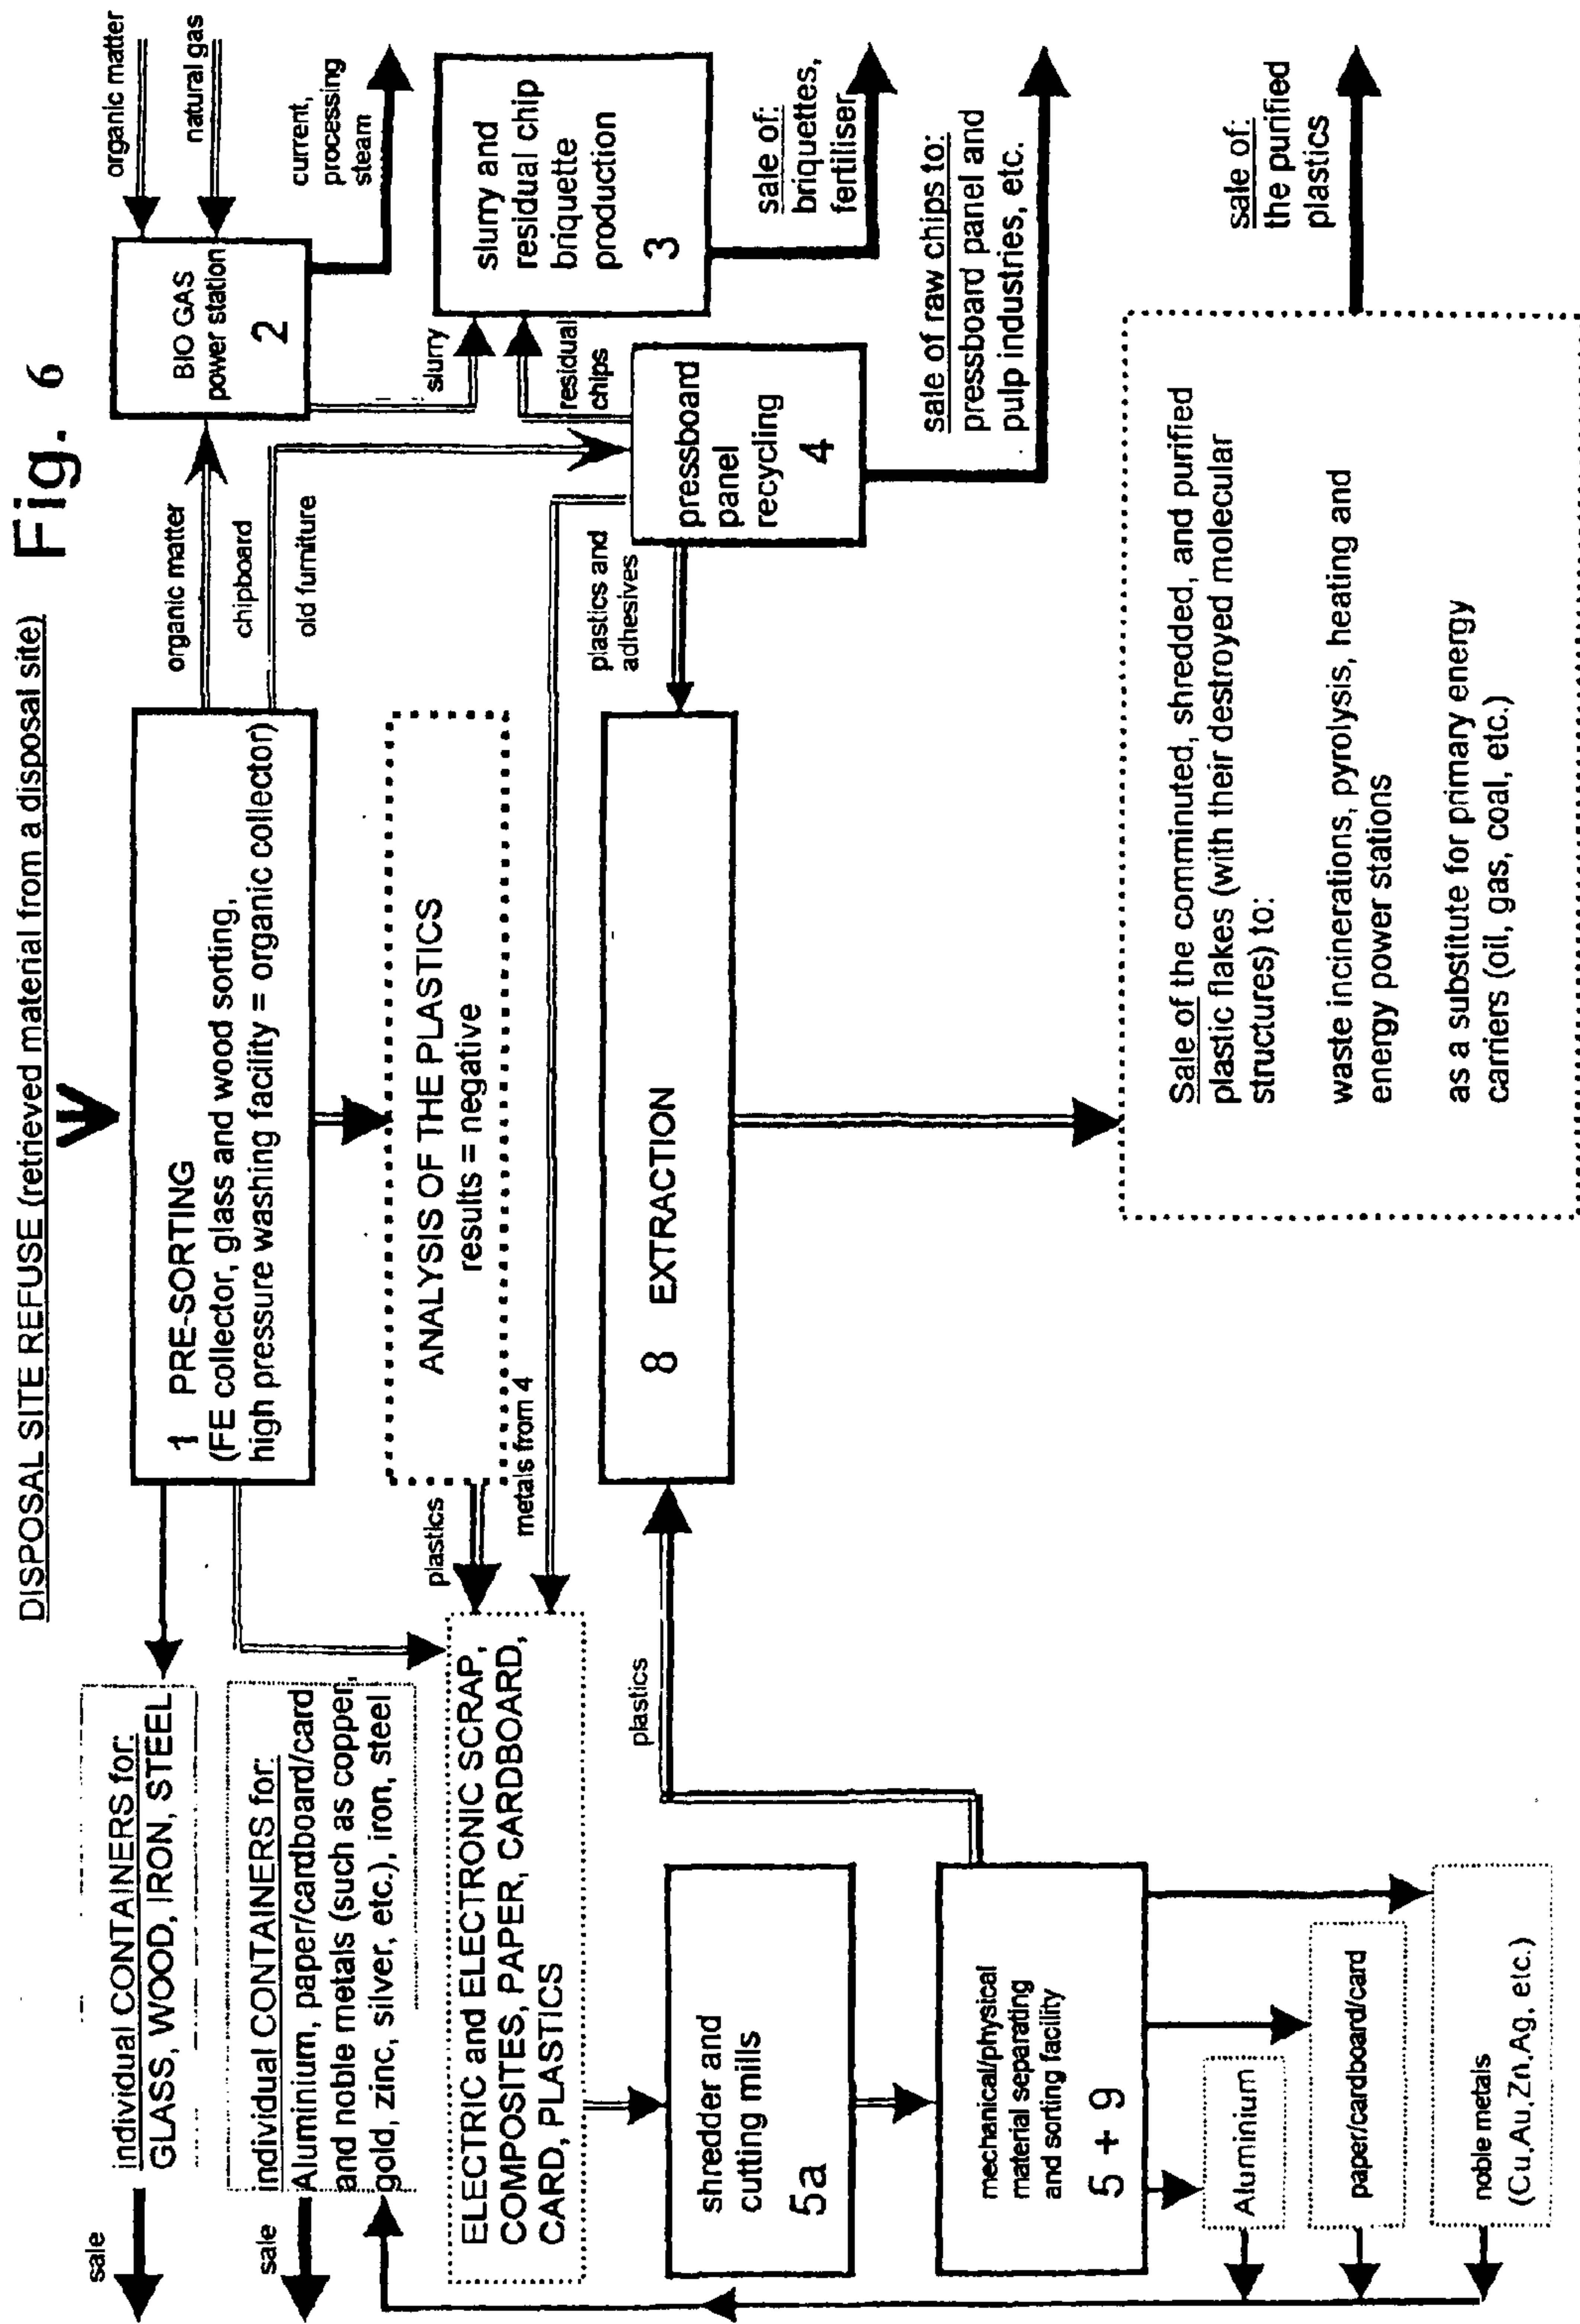 Fig. 6
DISPOSAL SITE REFUSE (retrieved material from a disposal site)
1 PRE-SORTING
(FE collector, glass and wood sorting,
high pressure washing facility = organic collector)
organic matter
chipboard
old furniture
organic matter
natural gas
BIO GAS
power station
2
current,
processing
steam
slurry
residual
chips
slurry and
residual chip
briquette
production
3
sale of:
briquettes,
fertiliser
pressboard
panel
recycling
4
sale of raw chips to:
pressboard panel and
pulp industries, etc.
plastics and
adhesives
ANALYSIS OF THE PLASTICS
results = negative
plastics
metals from 4
8 EXTRACTION
individual CONTAINERS for:
GLASS, WOOD, IRON, STEEL
sale
individual CONTAINERS for:
Aluminium, paper/cardboard/card
and noble metals (such as copper,
gold, zinc, silver, etc.), iron, steel
sale
ELECTRIC and ELECTRONIC SCRAP,
COMPOSITES, PAPER, CARDBOARD,
CARD, PLASTICS
shredder and
cutting mills
5a
mechanical/physical
material separating
and sorting facility
5 + 9
plastics
Aluminium
paper/cardboard/card
noble metals
(Cu,Au,Zn,Ag, etc.)
Sale of the comminuted, shredded, and purified
plastic flakes (with their destroyed molecular
structures) to:
waste incinerations, pyrolysis, heating and
energy power stations
as a substitute for primary energy
carriers (oil, gas, coal, etc.)
sale of:
the purified
plastics